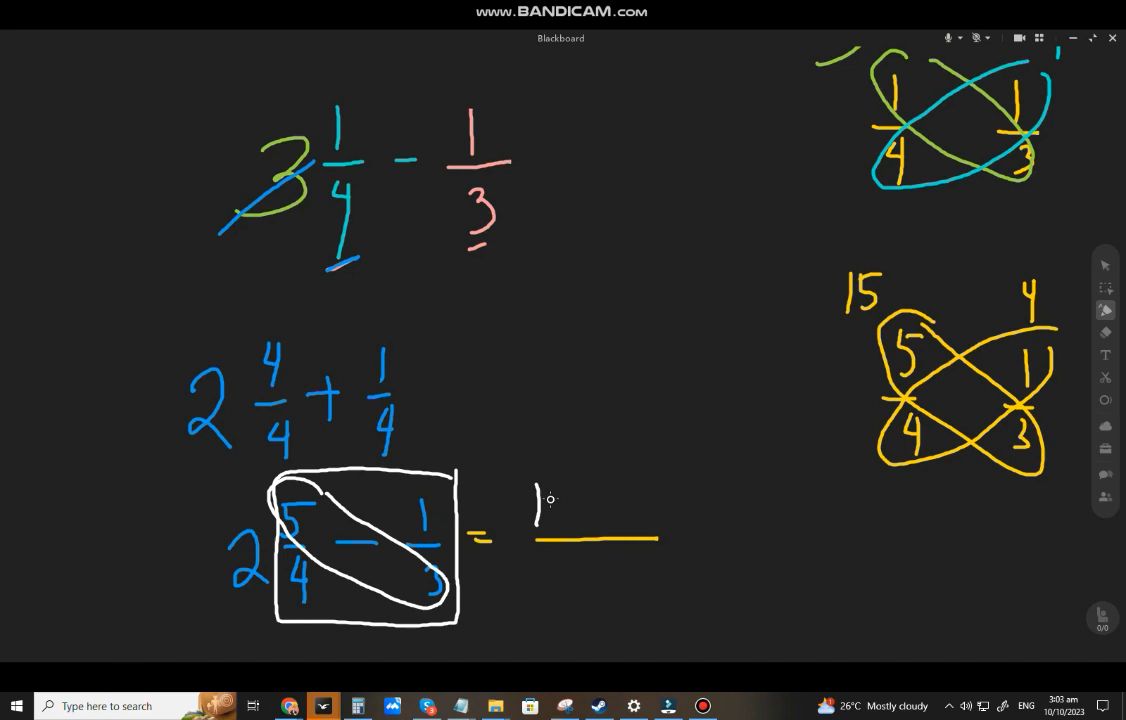 www.BANDICAM.com
Blackboard
3 1/4 - 1/3
1/4 1/3
15 4
5/4 1/3
2 4/4 + 1/4
2 5/4 - 1/3 = 1
0/0
Type here to search
26°C Mostly cloudy
ENG
3:03 am
10/10/2023